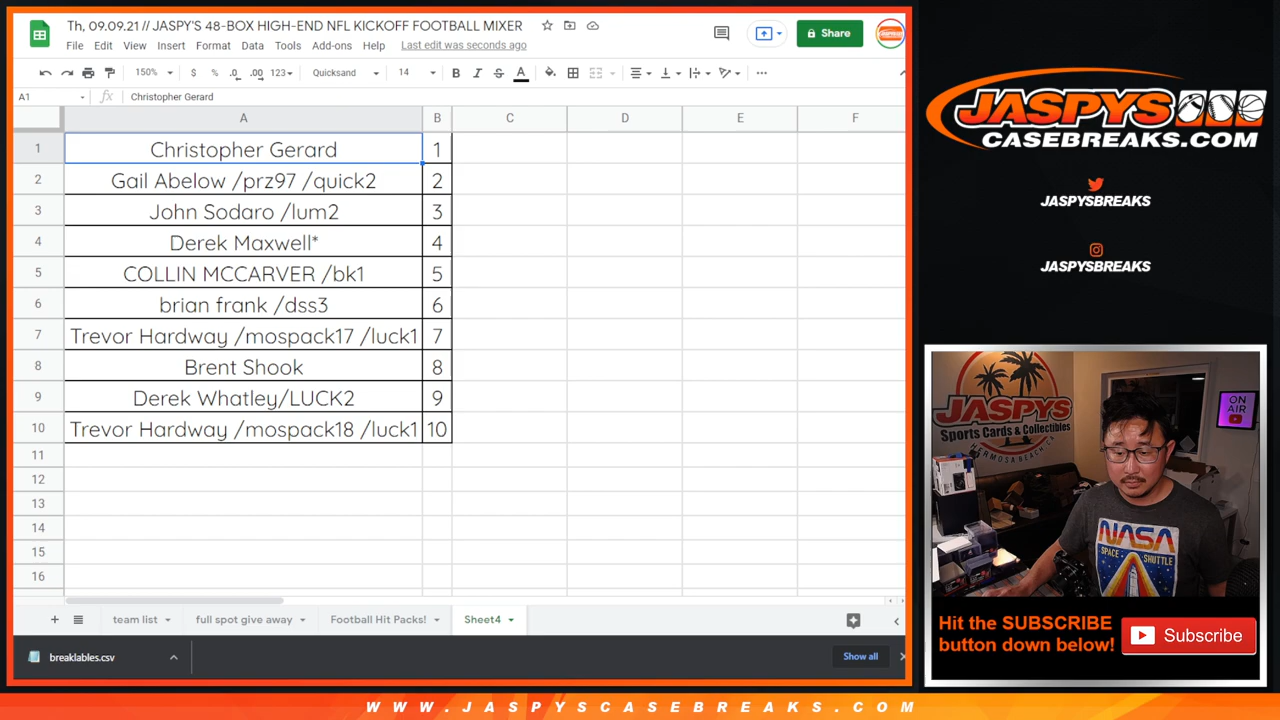 Th, 09.09.21 // JASPY'S 48-BOX HIGH-END NFL KICKOFF FOOTBALL MIXER
File Edit View Insert Format Data Tools Add-ons Help Last edit was seconds ago
Share
150% $ % .0 .00 123 Quicksand 14 B I S A
A1 fx Christopher Gerard
A B C D E F
1 Christopher Gerard 1
2 Gail Abelow /prz97 /quick2 2
3 John Sodaro /lum2 3
4 Derek Maxwell* 4
5 COLLIN MCCARVER /bk1 5
6 brian frank /dss3 6
7 Trevor Hardway /mospack17 /luck1 7
8 Brent Shook 8
9 Derek Whatley/LUCK2 9
10 Trevor Hardway /mospack18 /luck1 10
11
12
13
14
15
16
team list full spot give away Football Hit Packs! Sheet4
breaklables.csv Show all
JASPYS
CASEBREAKS.COM
JASPYSBREAKS
JASPYSBREAKS
JASPYS
Sports Cards & Collectibles
HERMOSA BEACH, CA
ON
AIR
NASA
SPACE SHUTTLE
Hit the SUBSCRIBE
button down below!
Subscribe
WWW.JASPYSCASEBREAKS.COM